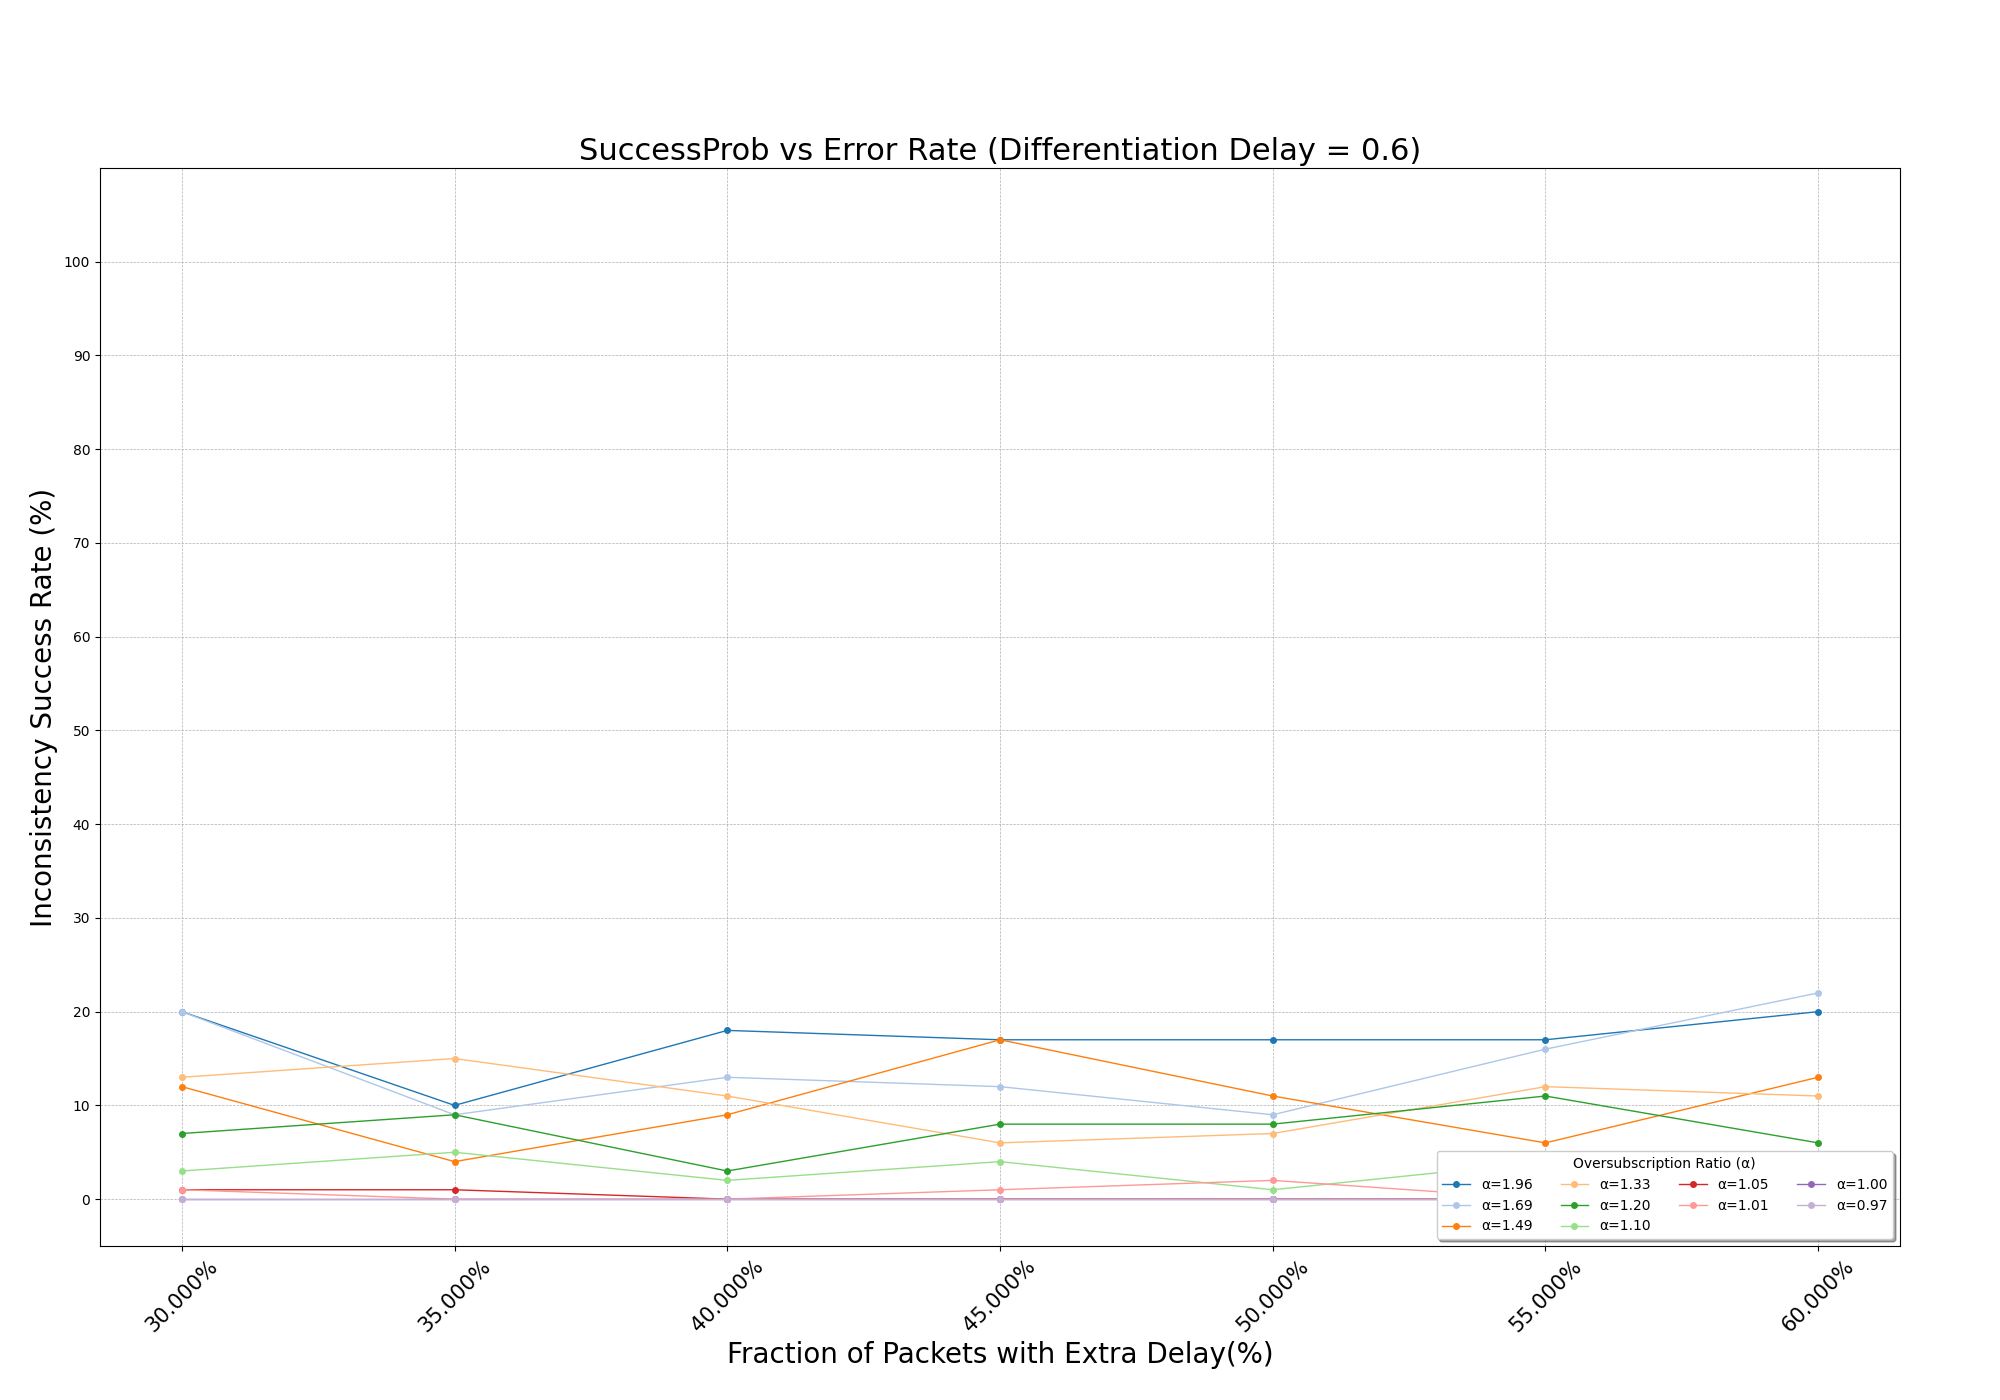 SuccessProb vs Error Rate (Differentiation Delay = 0.6)
Inconsistency Success Rate (%)
100
90
80
70
60
50
40
30
20
10
0
Oversubscription Ratio (α)
α=1.96
α=1.69
α=1.49
α=1.33
α=1.20
α=1.10
α=1.05
α=1.01
α=1.00
α=0.97
30.000%
35.000%
40.000%
45.000%
50.000%
55.000%
60.000%
Fraction of Packets with Extra Delay(%)